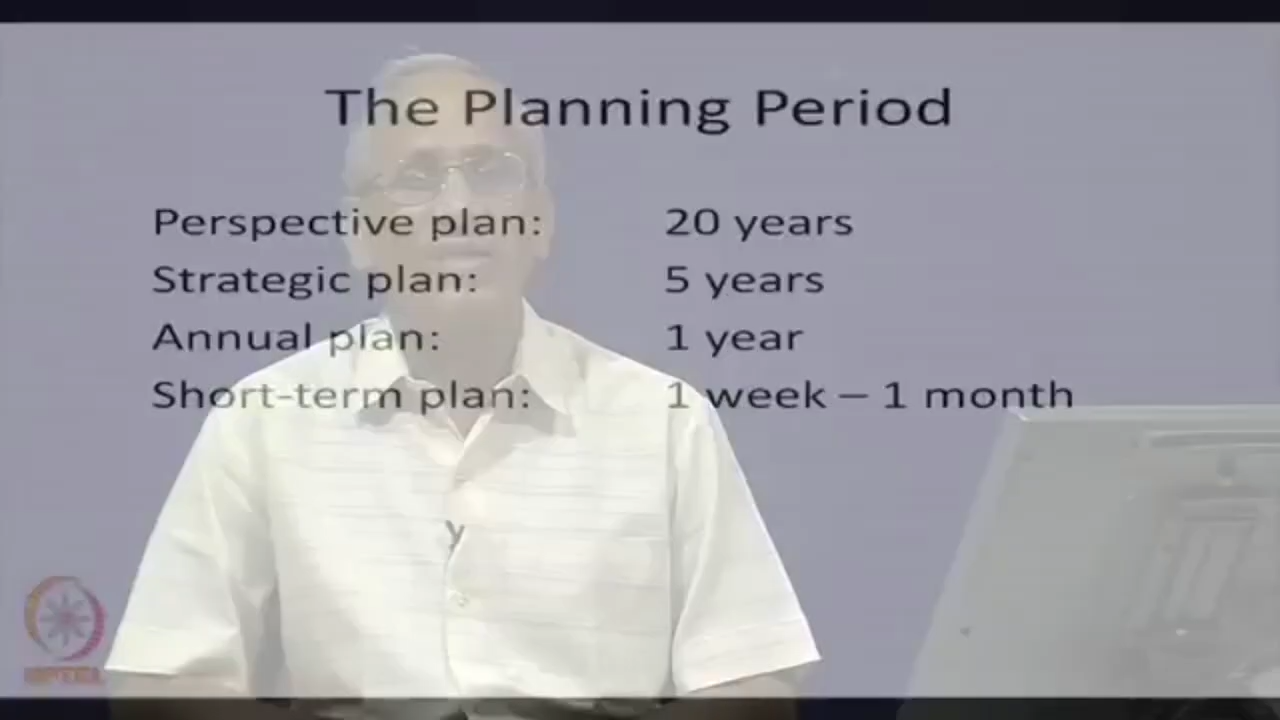 The Planning Period
Perspective plan: 20 years
Strategic plan: 5 years
Annual plan: 1 year
Short-term plan: 1 week – 1 month
NPTEL